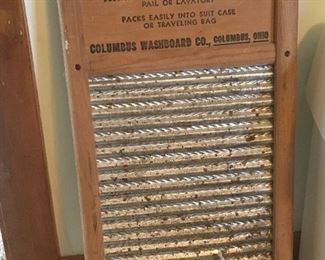 PAIL OR LAVATORY
PACKS EASILY INTO SUIT CASE
OR TRAVELING BAG
COLUMBUS WASHBOARD CO., COLUMBUS, OHIO